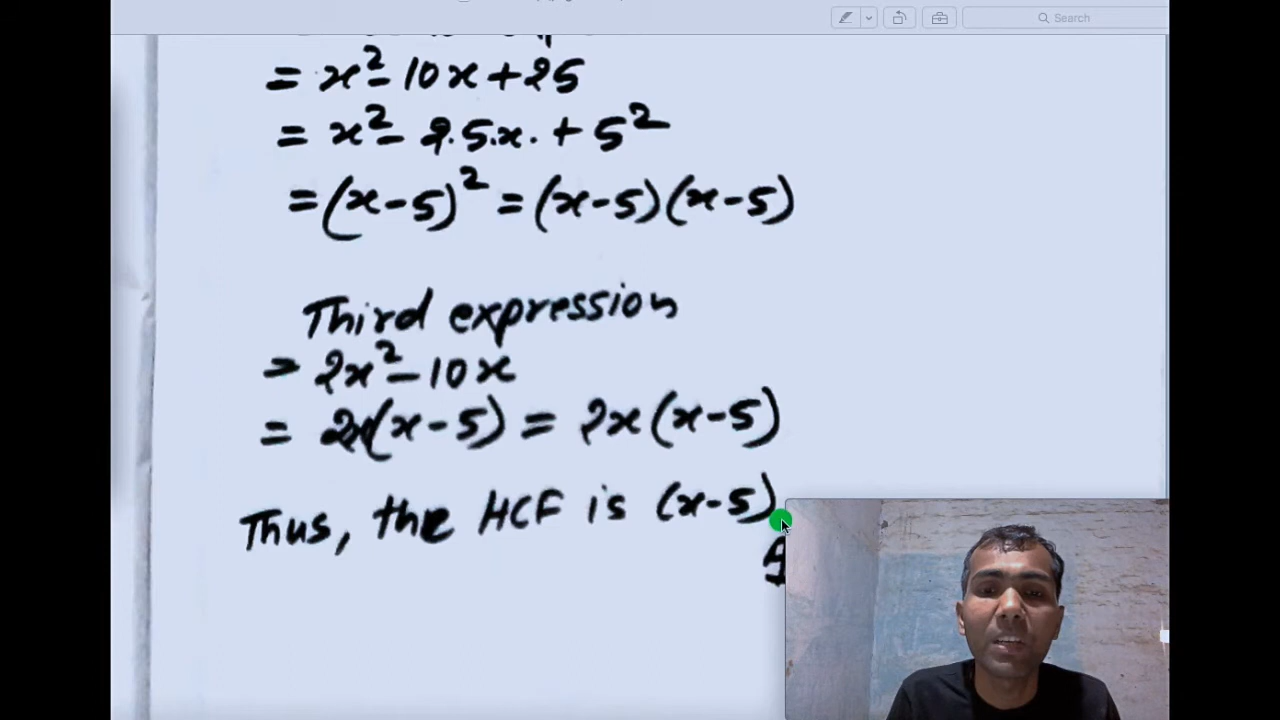 Search
= x² - 10x + 25
= x² - 2.5.x. + 5²
= (x-5)² = (x-5)(x-5)
Third expression
= 2x² - 10x
= 2x(x-5) = 2x(x-5)
Thus, the HCF is (x-5)